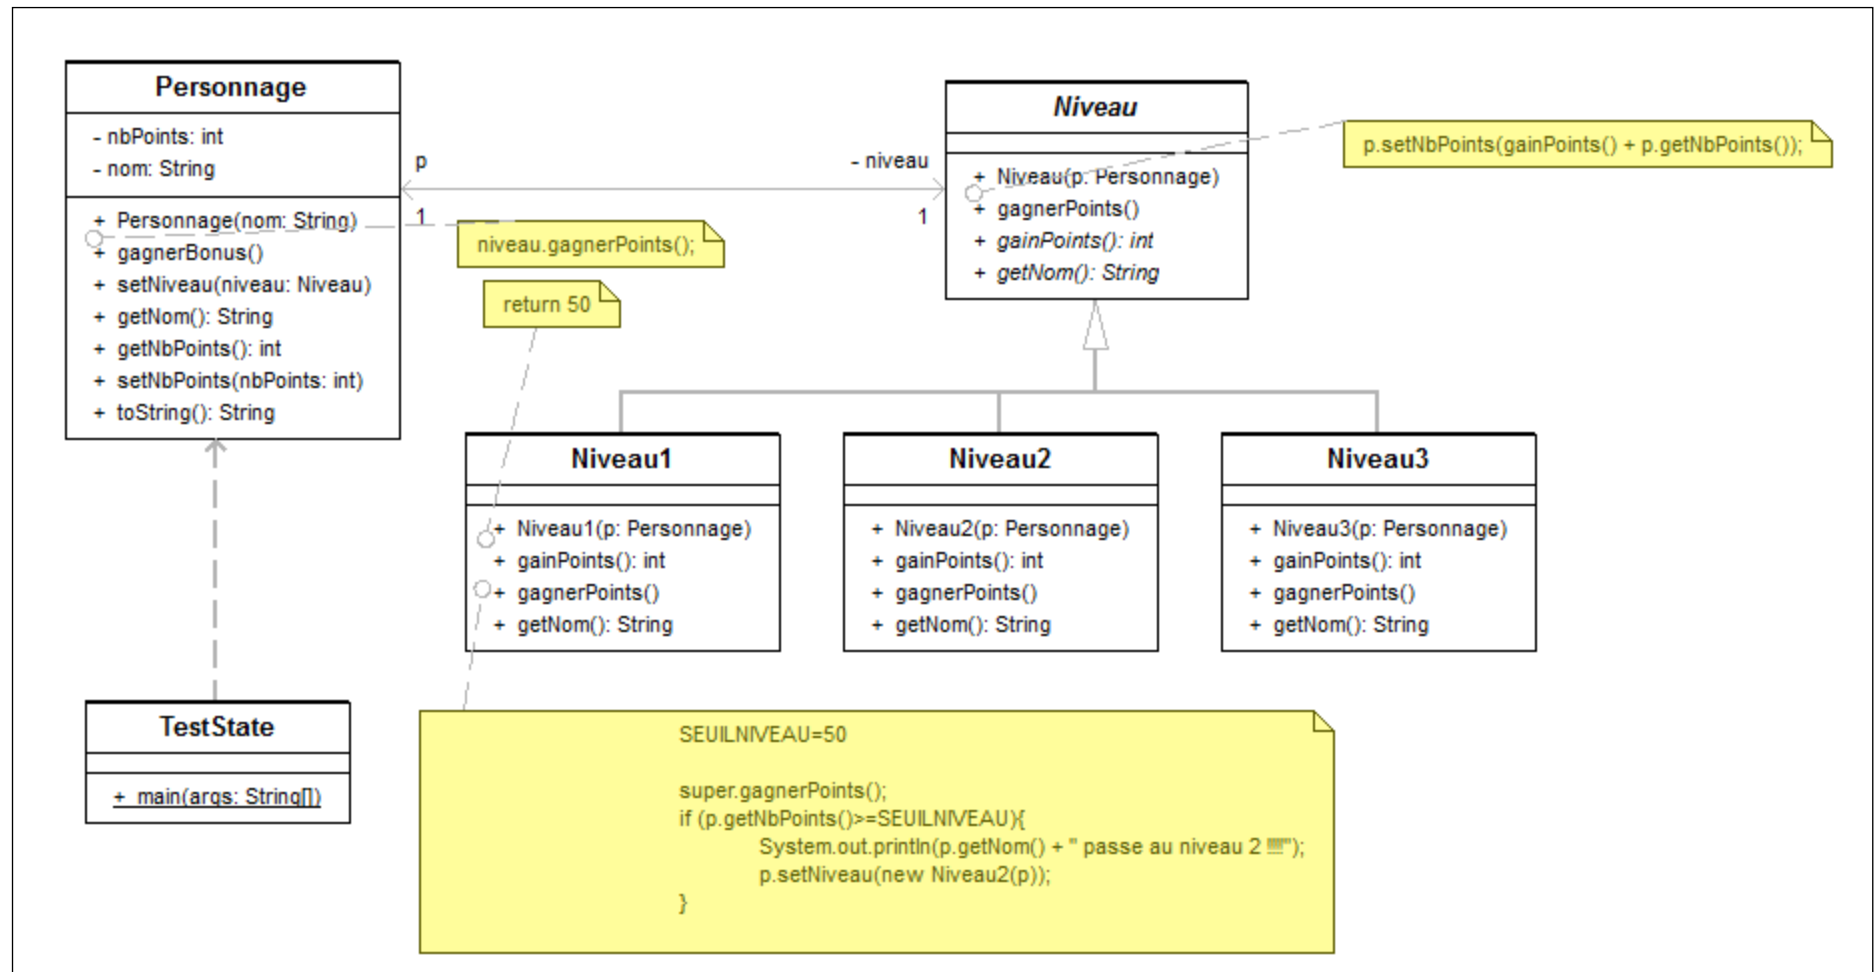 Personnage
- nbPoints: int
- nom: String
+ Personnage(nom: String)
+ gagnerBonus()
+ setNiveau(niveau: Niveau)
+ getNom(): String
+ getNbPoints(): int
+ setNbPoints(nbPoints: int)
+ toString(): String
p
1
- niveau
1
niveau.gagnerPoints();
return 50
Niveau
+ Niveau(p: Personnage)
+ gagnerPoints()
+ gainPoints(): int
+ getNom(): String
p.setNbPoints(gainPoints() + p.getNbPoints());
Niveau1
+ Niveau1(p: Personnage)
+ gainPoints(): int
+ gagnerPoints()
+ getNom(): String
Niveau2
+ Niveau2(p: Personnage)
+ gainPoints(): int
+ gagnerPoints()
+ getNom(): String
Niveau3
+ Niveau3(p: Personnage)
+ gainPoints(): int
+ gagnerPoints()
+ getNom(): String
TestState
+ main(args: String[])
SEUILNIVEAU=50
super.gagnerPoints();
if (p.getNbPoints()>=SEUILNIVEAU){
System.out.println(p.getNom() + " passe au niveau 2 !!!!");
p.setNiveau(new Niveau2(p));
}